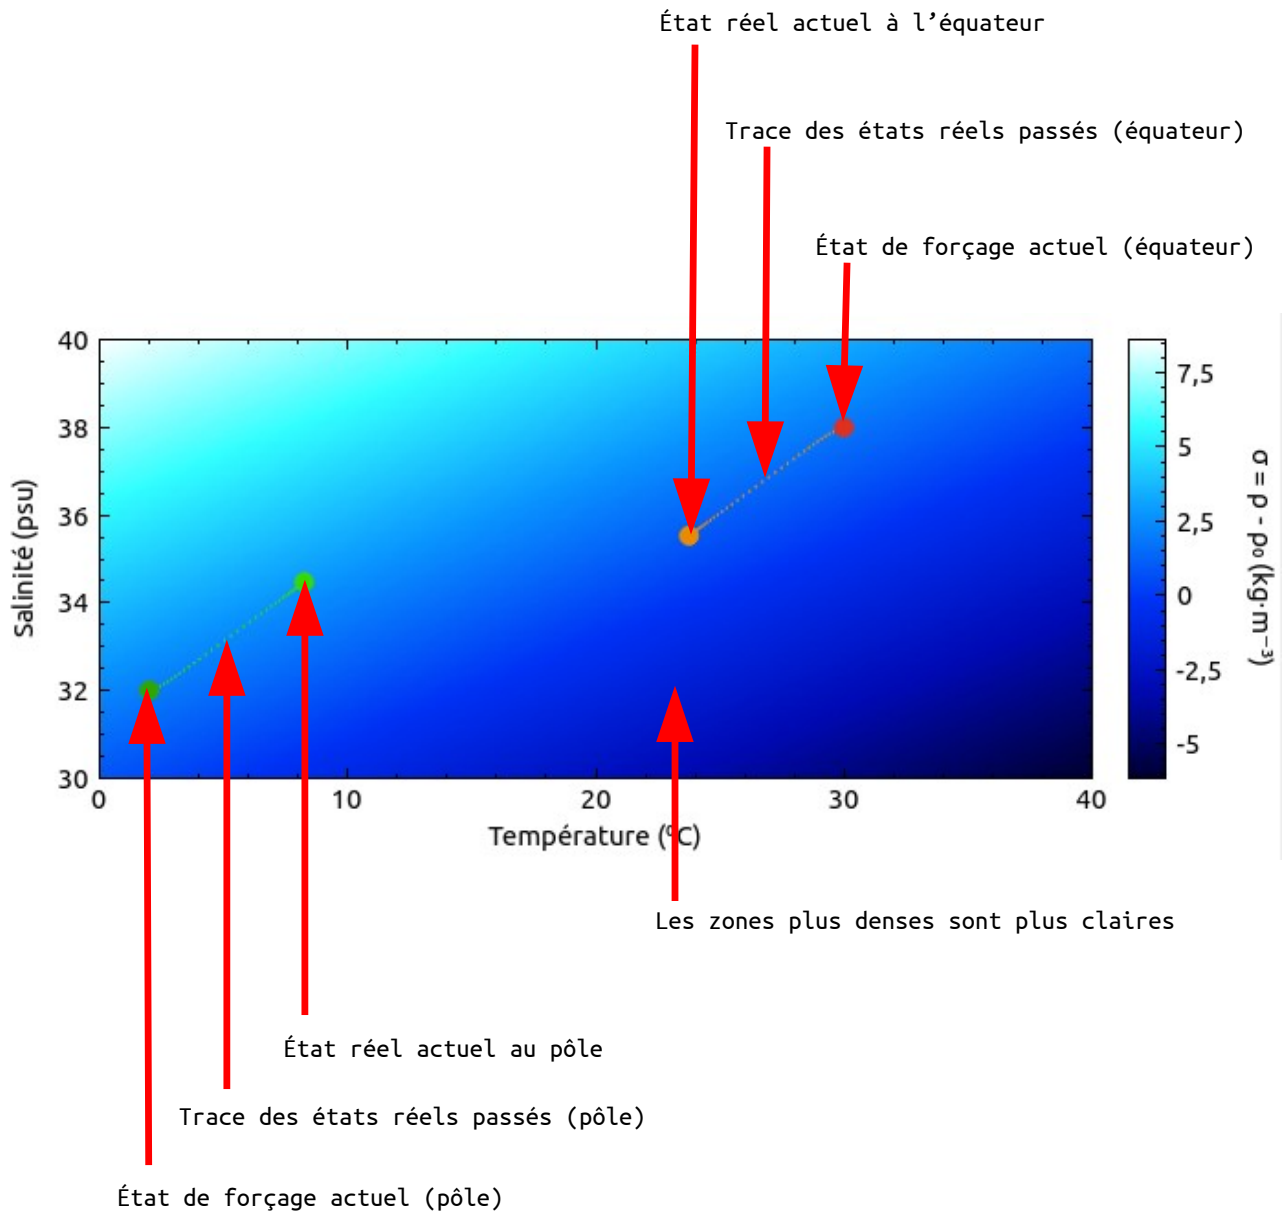 État réel actuel à l’équateur
Trace des états réels passés (équateur)
État de forçage actuel (équateur)
40
38
36
34
32
30
Salinité (psu)
0
10
20
30
40
Température (⁰C)
7,5
5
2,5
0
-2,5
-5
σ = ρ - ρ₀ (kg·m⁻³)
Les zones plus denses sont plus claires
État réel actuel au pôle
Trace des états réels passés (pôle)
État de forçage actuel (pôle)